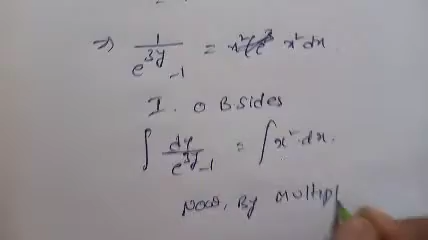 ⇒ 1/(e^{3y}-1) = x² dx.
I. O B.Sides
∫ dy/(e^{3y}-1) = ∫ x² dx.
Now, By multipl